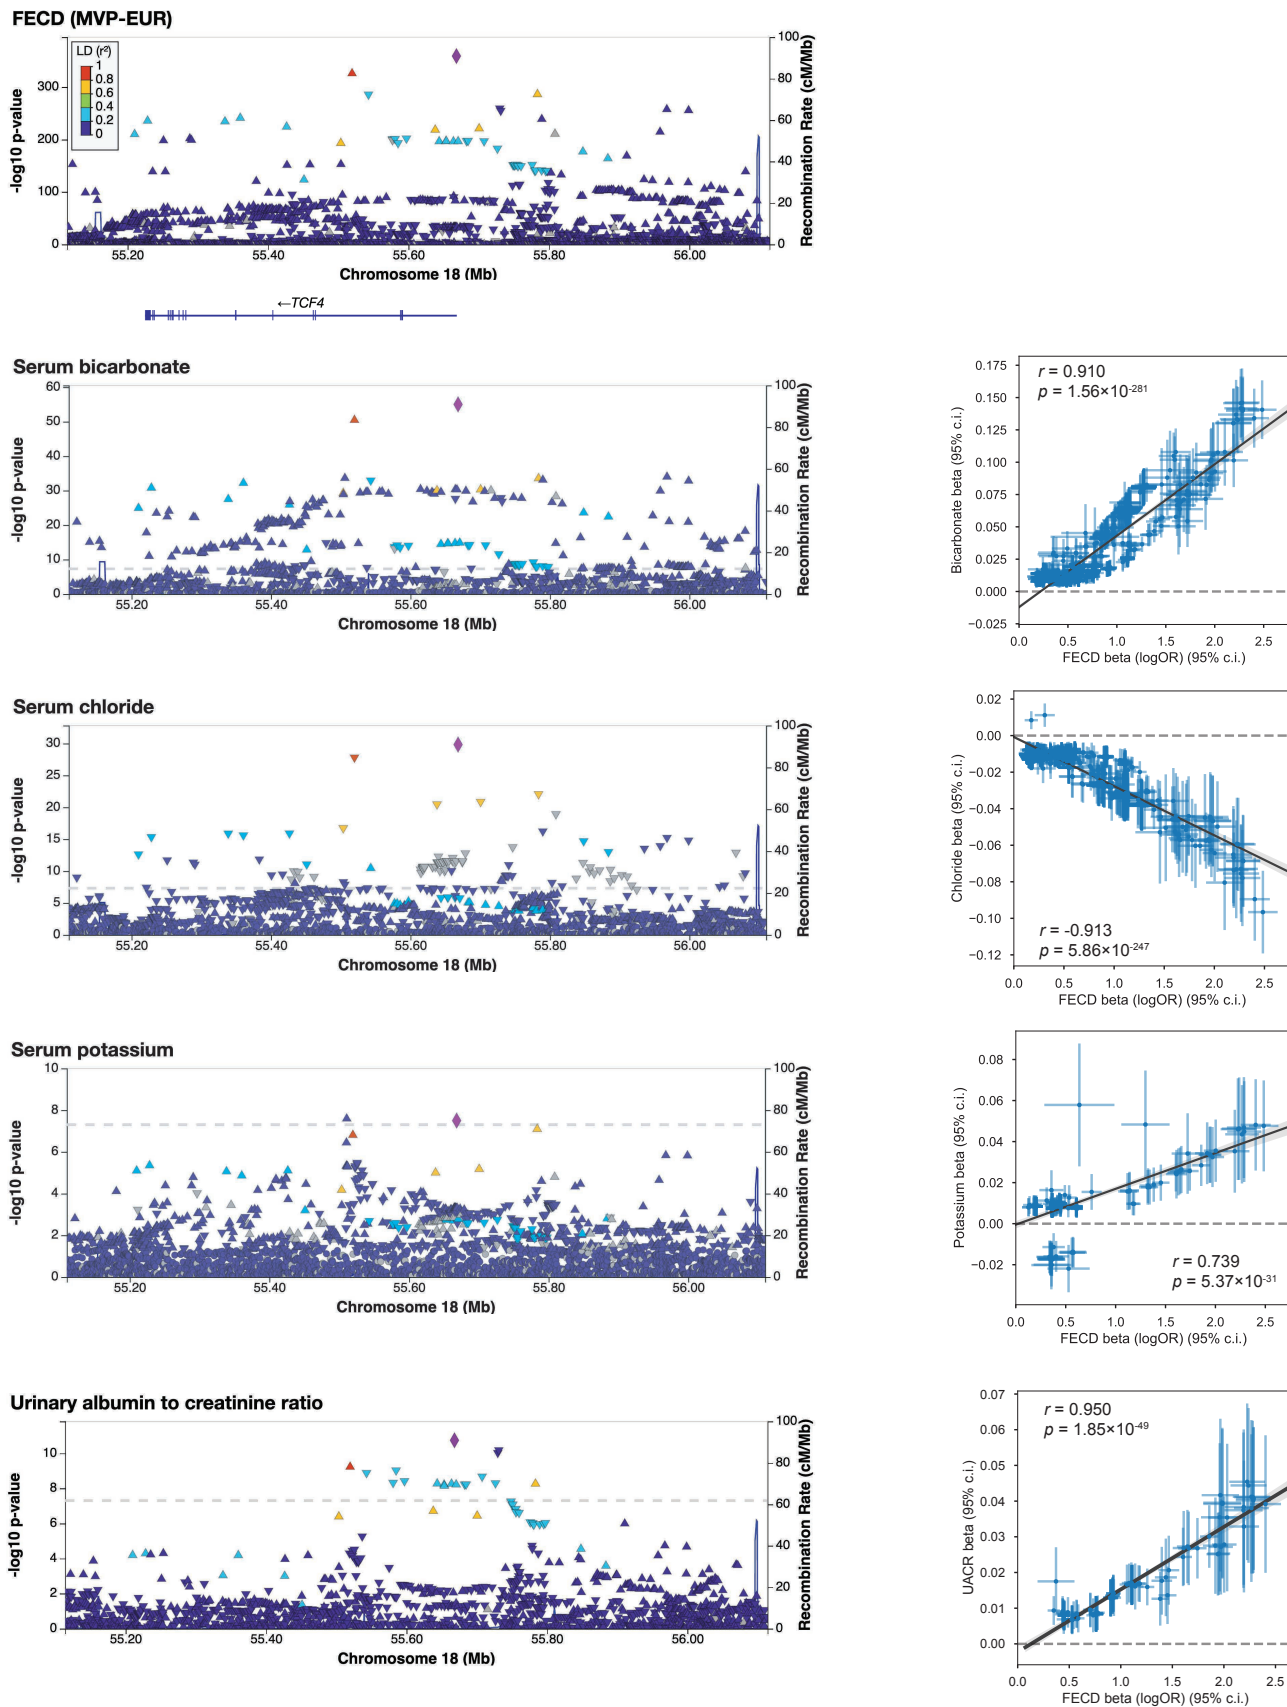 FECD (MVP-EUR)
LD (r²)
1
0.8
0.6
0.4
0.2
0
-log10 p-value
300
200
100
0
100
80
60
40
20
0
Recombination Rate (cM/Mb)
55.20 55.40 55.60 55.80 56.00
Chromosome 18 (Mb)
←TCF4
Serum bicarbonate
-log10 p-value
60
50
40
30
20
10
0
100
80
60
40
20
0
Recombination Rate (cM/Mb)
55.20 55.40 55.60 55.80 56.00
Chromosome 18 (Mb)
r = 0.910
p = 1.56×10-281
Bicarbonate beta (95% c.i.)
0.175
0.150
0.125
0.100
0.075
0.050
0.025
0.000
−0.025
0.0 0.5 1.0 1.5 2.0 2.5
FECD beta (logOR) (95% c.i.)
Serum chloride
-log10 p-value
30
25
20
15
10
5
0
100
80
60
40
20
0
Recombination Rate (cM/Mb)
55.20 55.40 55.60 55.80 56.00
Chromosome 18 (Mb)
Chloride beta (95% c.i.)
0.02
0.00
−0.02
−0.04
−0.06
−0.08
−0.10
−0.12
r = -0.913
p = 5.86×10-247
0.0 0.5 1.0 1.5 2.0 2.5
FECD beta (logOR) (95% c.i.)
Serum potassium
-log10 p-value
10
8
6
4
2
0
100
80
60
40
20
0
Recombination Rate (cM/Mb)
55.20 55.40 55.60 55.80 56.00
Chromosome 18 (Mb)
Potassium beta (95% c.i.)
0.08
0.06
0.04
0.02
0.00
−0.02
r = 0.739
p = 5.37×10-31
0.0 0.5 1.0 1.5 2.0 2.5
FECD beta (logOR) (95% c.i.)
Urinary albumin to creatinine ratio
-log10 p-value
10
8
6
4
2
0
100
80
60
40
20
0
Recombination Rate (cM/Mb)
55.20 55.40 55.60 55.80 56.00
Chromosome 18 (Mb)
r = 0.950
p = 1.85×10-49
UACR beta (95% c.i.)
0.07
0.06
0.05
0.04
0.03
0.02
0.01
0.00
0.0 0.5 1.0 1.5 2.0 2.5
FECD beta (logOR) (95% c.i.)